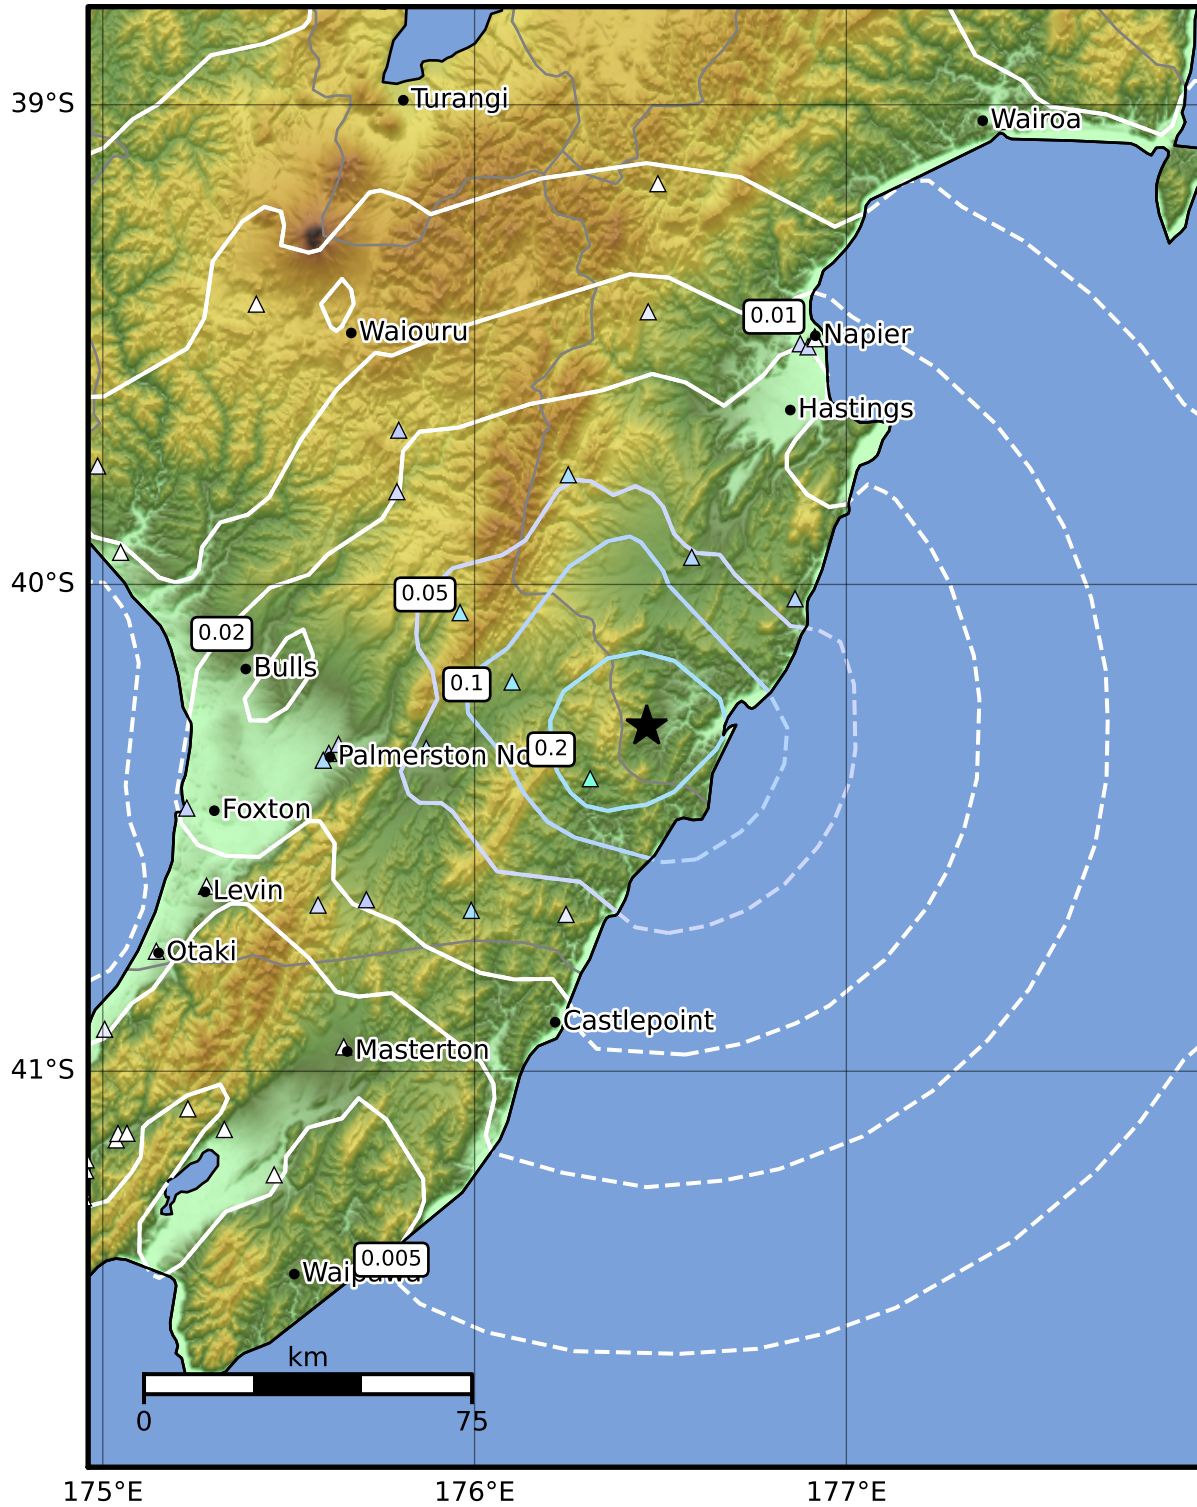 Turangi
39°S
Wairoa
0.01
Waiouru
Napier
Hastings
40°S
0.05
0.02
Bulls
0.1
0.2
Palmerston No
Foxton
Levin
Otaki
Castlepoint
Masterton
41°S
0.005
km
0
75
175°E
176°E
177°E